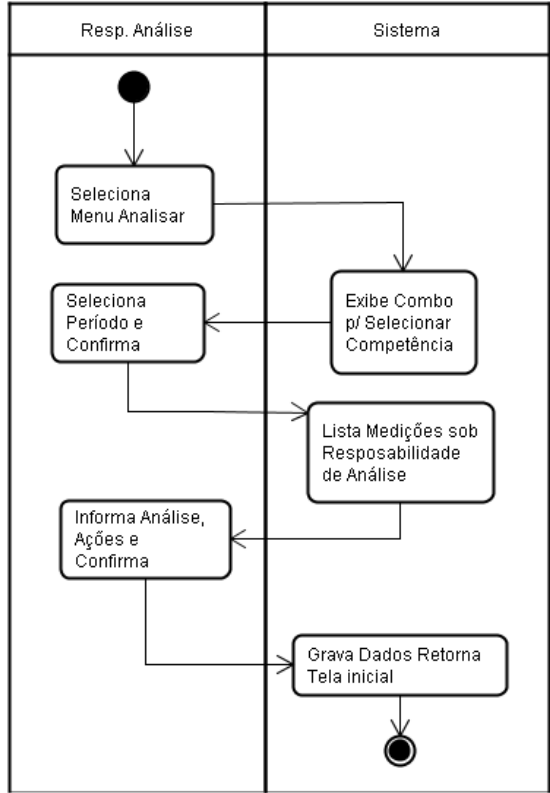 Resp. Análise
Sistema
Seleciona
Menu Analisar
Exibe Combo
p/ Selecionar
Competência
Seleciona
Período e
Confirma
Lista Medições sob
Resposabilidade
de Análise
Informa Análise,
Ações e
Confirma
Grava Dados Retorna
Tela inicial